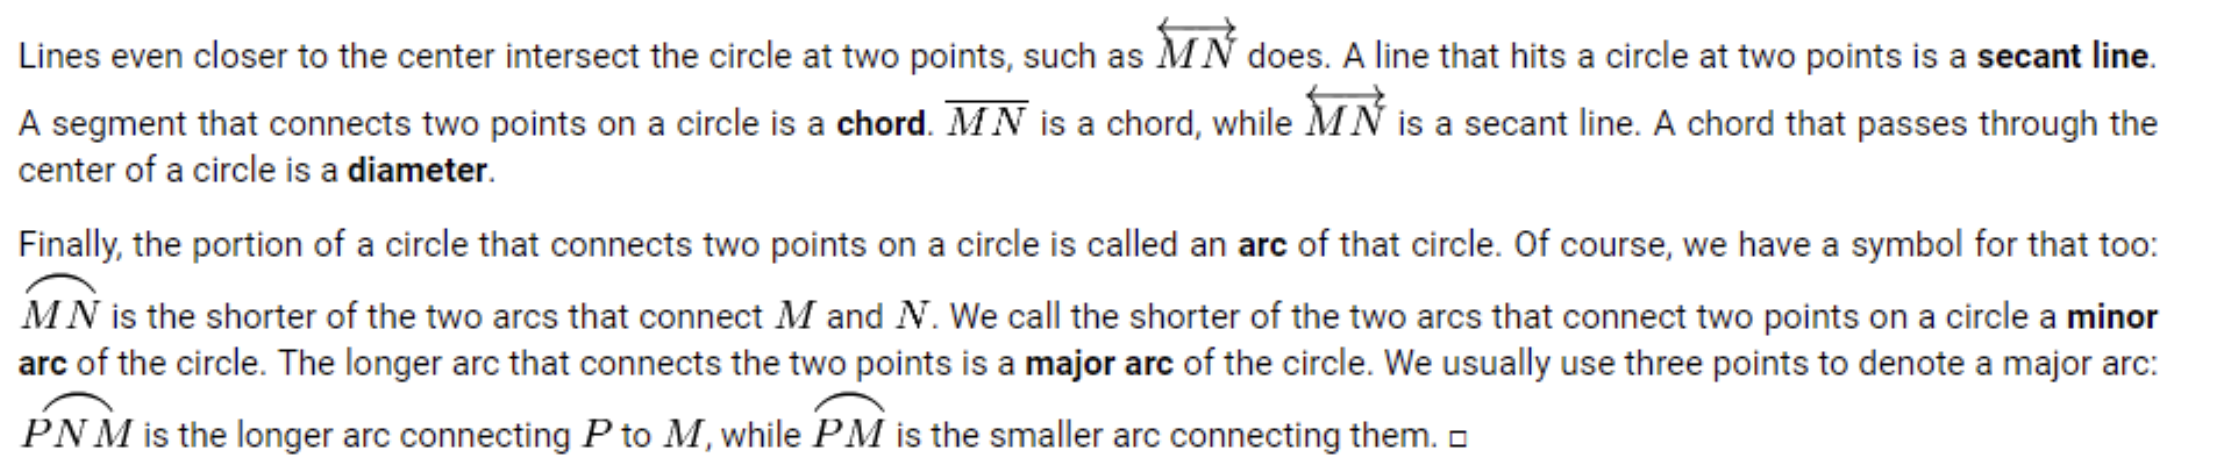 Lines even closer to the center intersect the circle at two points, such as $\overleftrightarrow{MN}$ does. A line that hits a circle at two points is a secant line.
A segment that connects two points on a circle is a chord. $\overline{MN}$ is a chord, while $\overleftrightarrow{MN}$ is a secant line. A chord that passes through the
center of a circle is a diameter.
Finally, the portion of a circle that connects two points on a circle is called an arc of that circle. Of course, we have a symbol for that too:
$\overset{\frown}{MN}$ is the shorter of the two arcs that connect $M$ and $N$. We call the shorter of the two arcs that connect two points on a circle a minor
arc of the circle. The longer arc that connects the two points is a major arc of the circle. We usually use three points to denote a major arc:
$\overset{\frown}{PNM}$ is the longer arc connecting $P$ to $M$, while $\overset{\frown}{PM}$ is the smaller arc connecting them. □